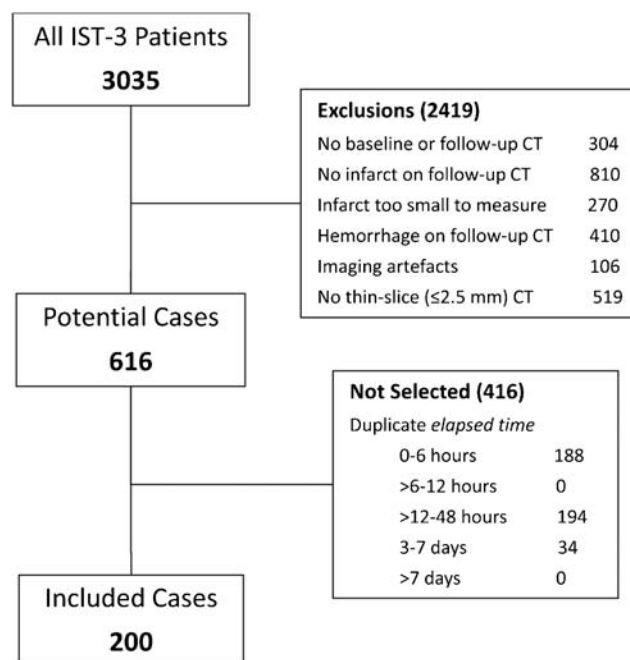 All IST-3 Patients
3035
Exclusions (2419)
No baseline or follow-up CT 304
No infarct on follow-up CT 810
Infarct too small to measure 270
Hemorrhage on follow-up CT 410
Imaging artefacts 106
No thin-slice (≤2.5 mm) CT 519
Potential Cases
616
Not Selected (416)
Duplicate elapsed time
0-6 hours 188
>6-12 hours 0
>12-48 hours 194
3-7 days 34
>7 days 0
Included Cases
200